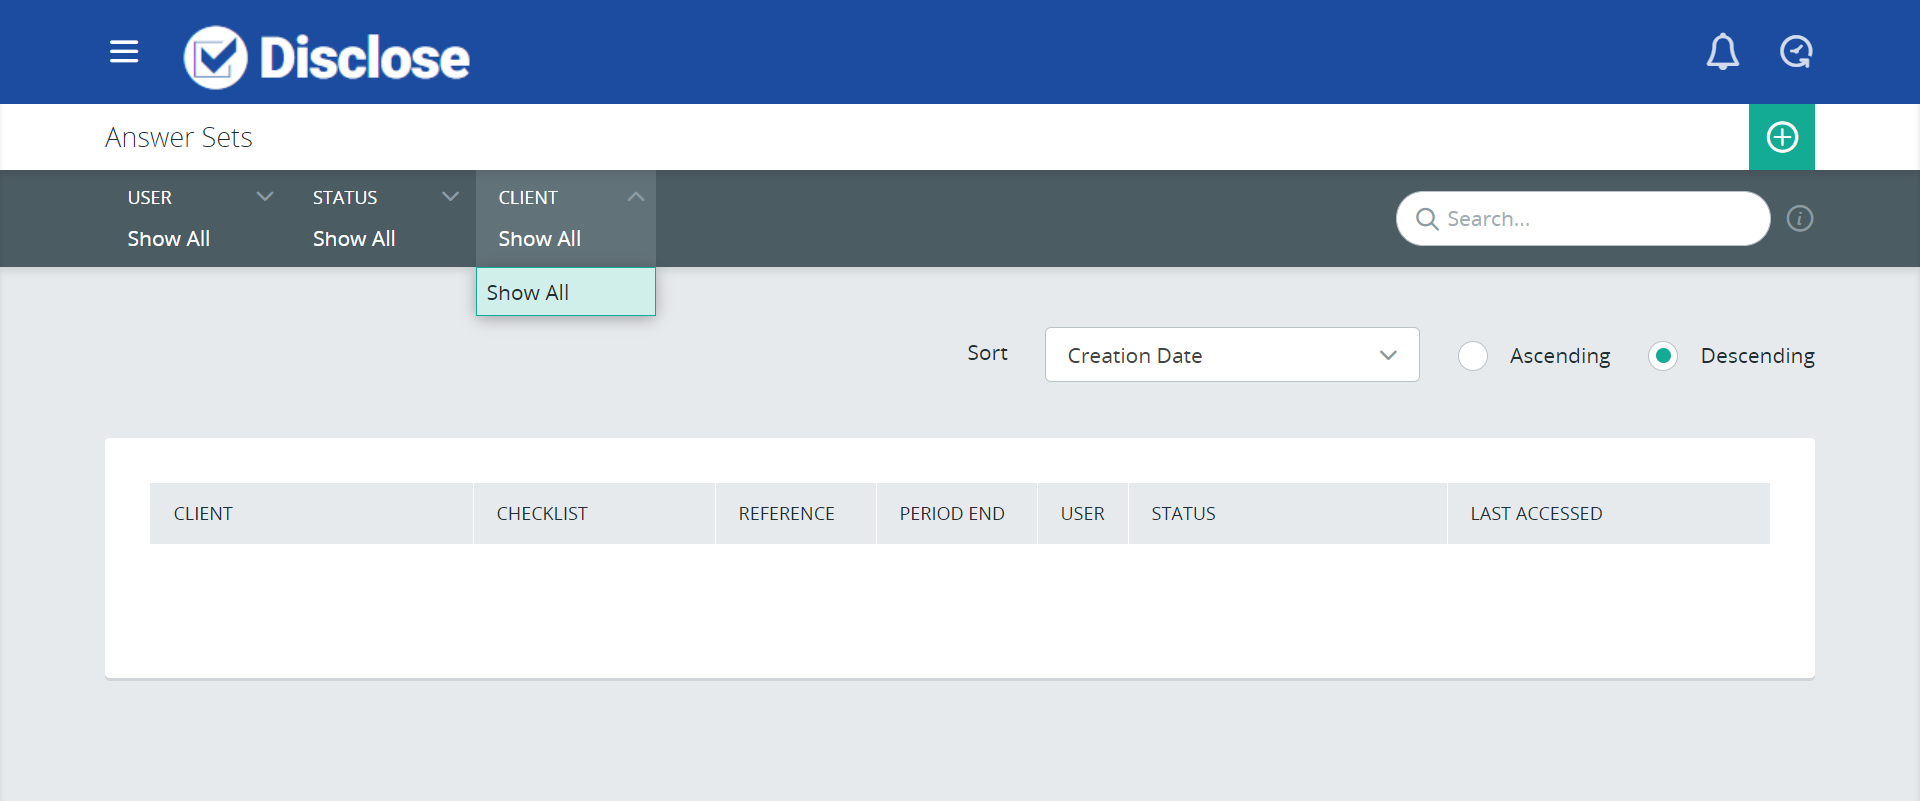 Disclose
Answer Sets
USER STATUS CLIENT
Show All Show All Show All
Search...
i
Show All
Sort Creation Date Ascending Descending
CLIENT CHECKLIST REFERENCE PERIOD END USER STATUS LAST ACCESSED